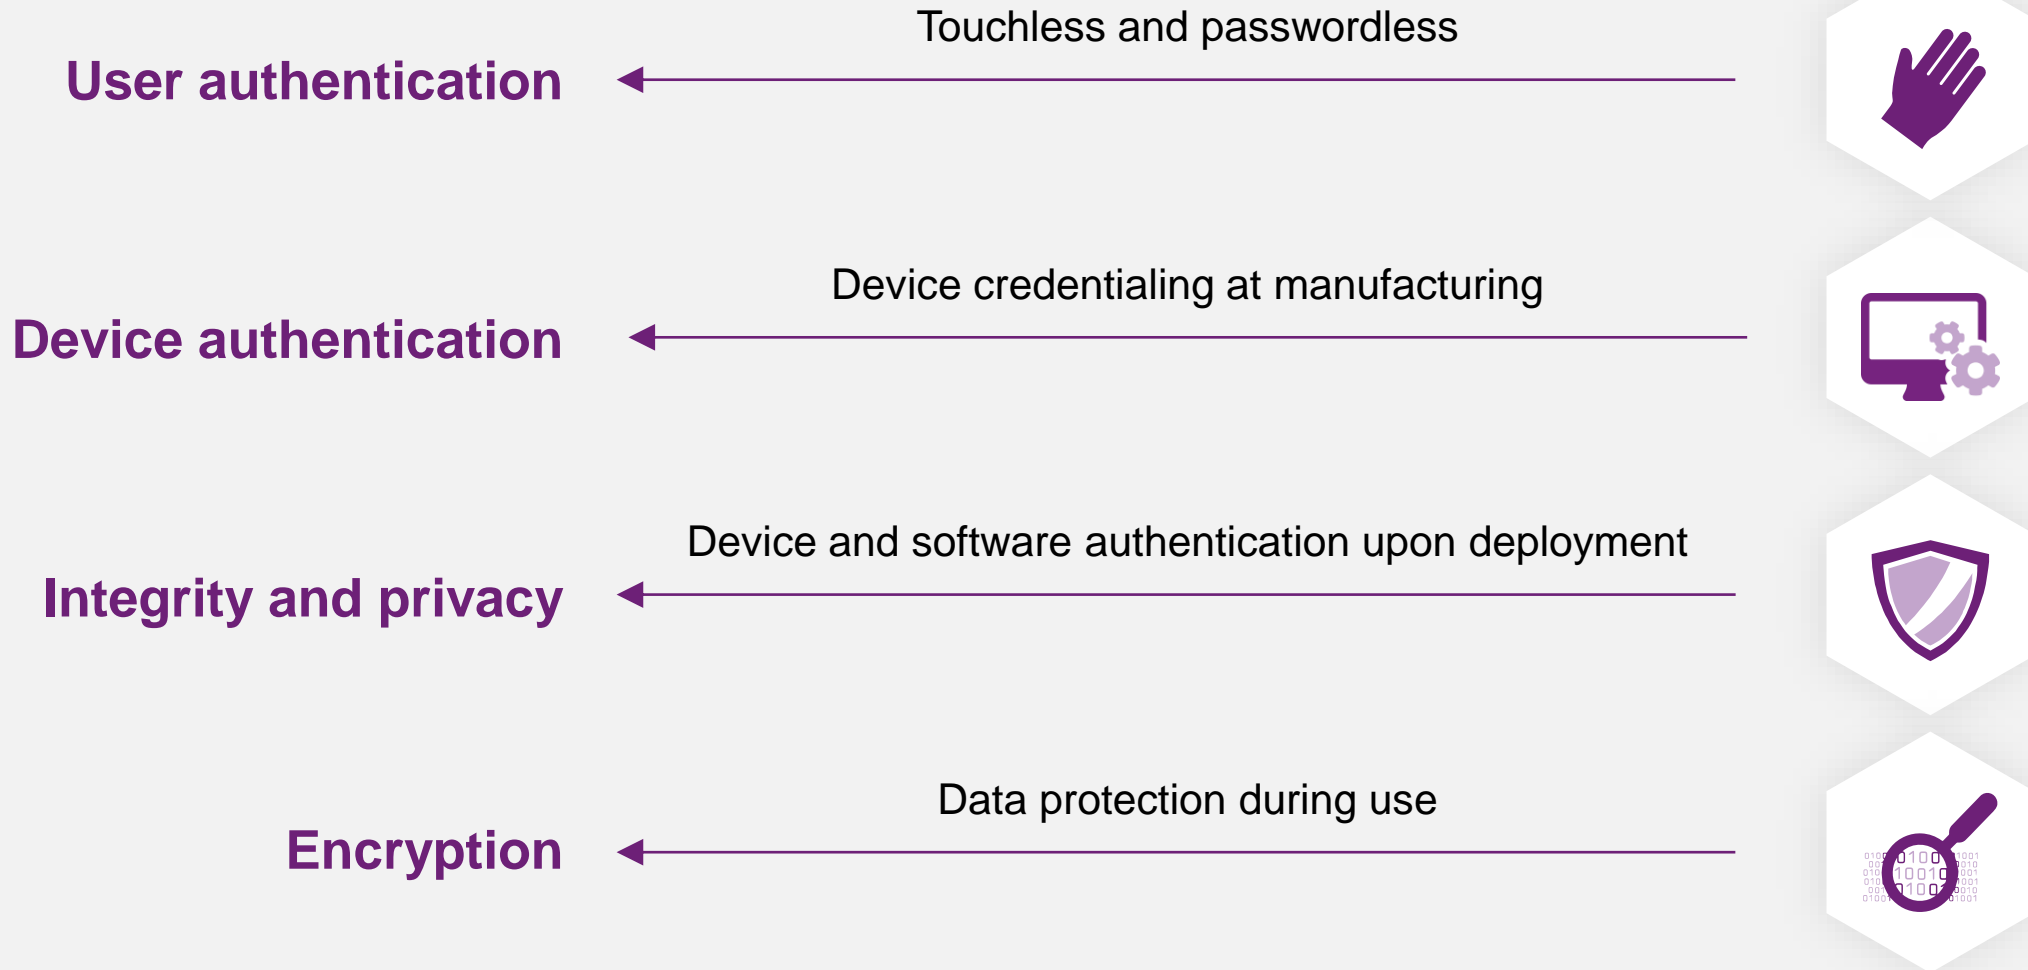 Touchless and passwordless
User authentication
Device credentialing at manufacturing
Device authentication
Device and software authentication upon deployment
Integrity and privacy
Data protection during use
Encryption